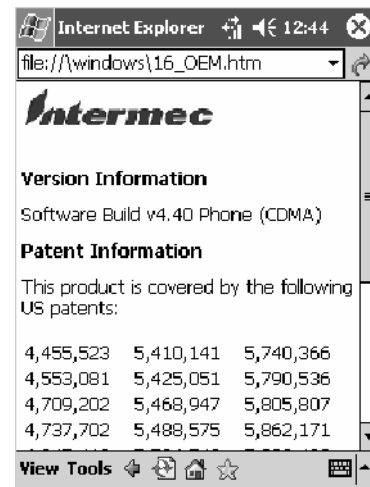 Internet Explorer 12:44
file://\windows\16_OEM.htm
Intermec
Version Information
Software Build v4.40 Phone (CDMA)
Patent Information
This product is covered by the following
US patents:
4,455,523 5,410,141 5,740,366
4,553,081 5,425,051 5,790,536
4,709,202 5,468,947 5,805,807
4,737,702 5,488,575 5,862,171
View Tools